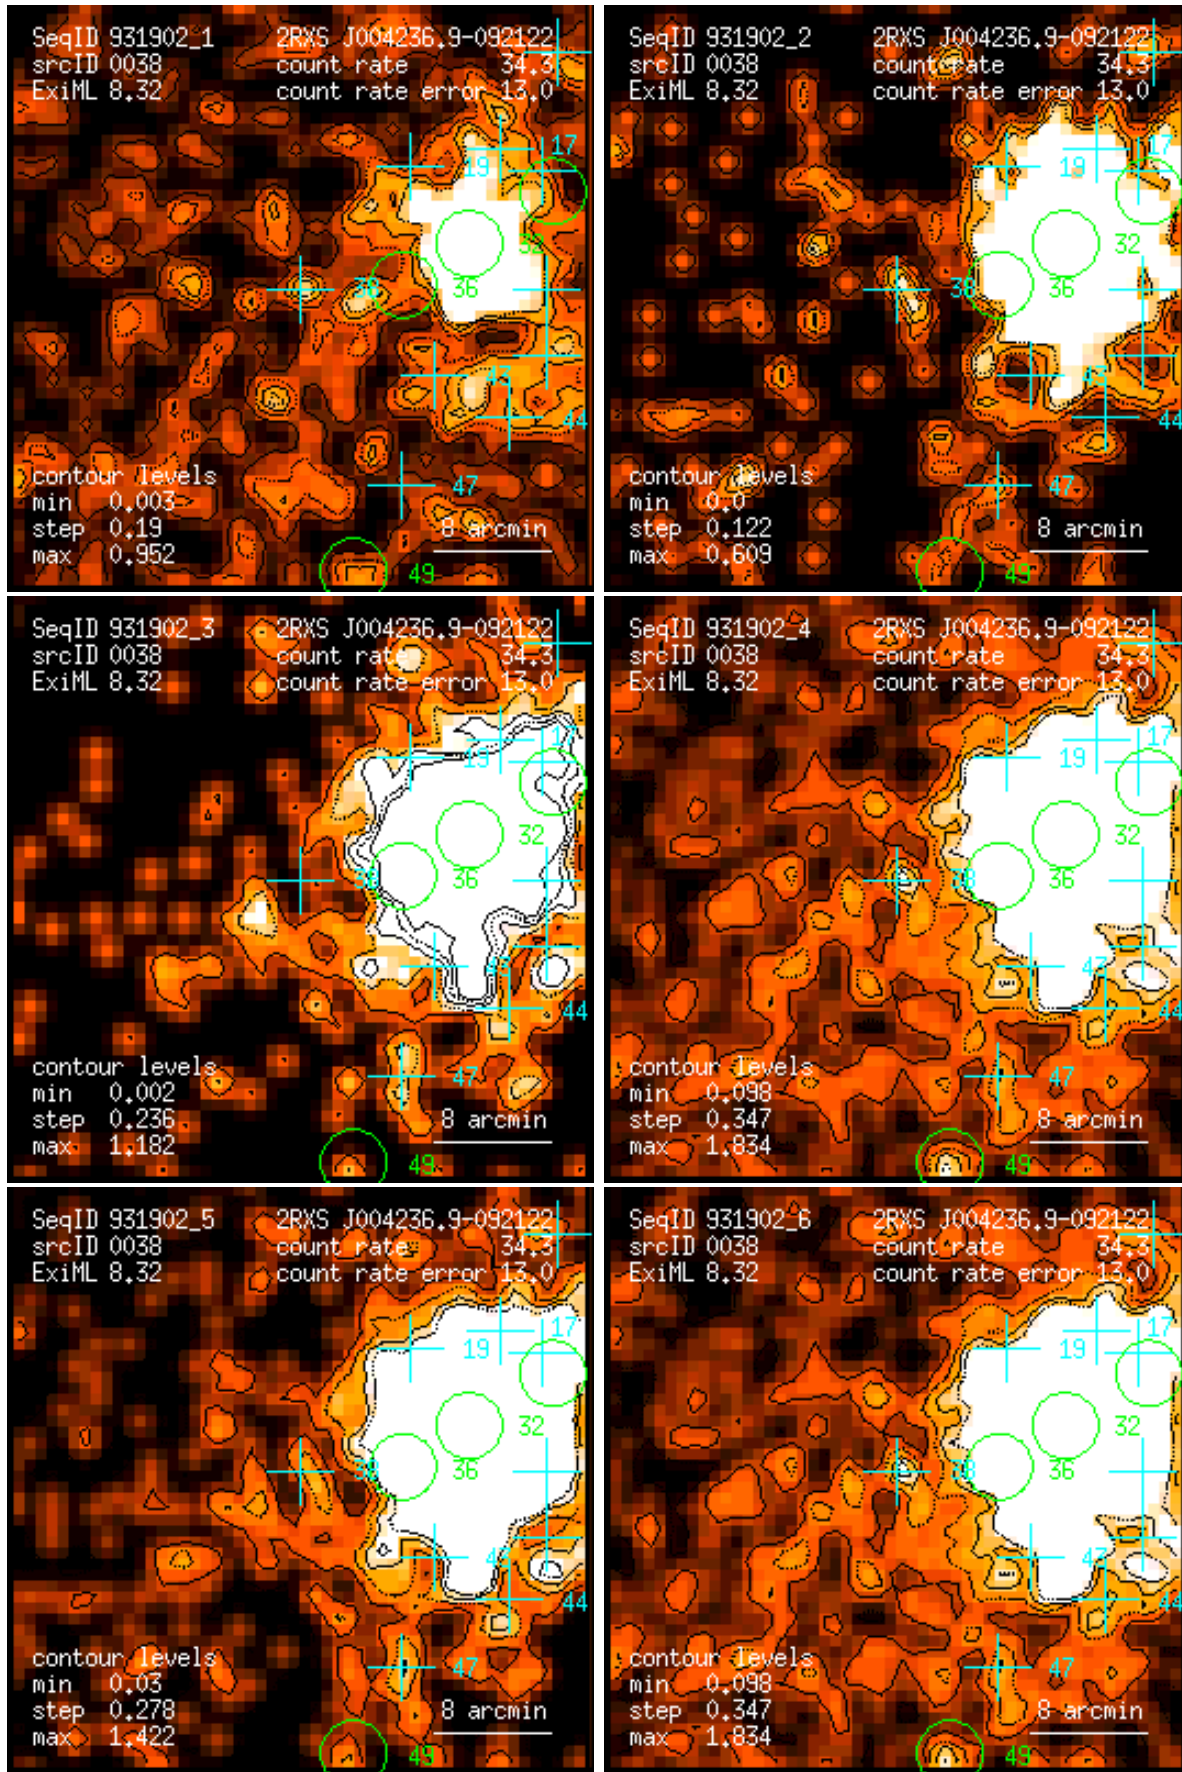 SeqID 931902_1 2RXS J004236.9-092122
srcID 0038 count rate 34.3
ExiML 8.32 count rate error 13.0
17
19
32
38 36
43
44
contour levels
47
min 0.003
step 0.19 8 arcmin
max 0.952
49
SeqID 931902_2 2RXS J004236.9-092122
srcID 0038 count rate 34.3
ExiML 8.32 count rate error 13.0
17
19
32
38 36
43
44
contour levels
47
min 0.0
step 0.122 8 arcmin
max 0.609
49
SeqID 931902_3 2RXS J004236.9-092122
srcID 0038 count rate 34.3
ExiML 8.32 count rate error 13.0
17
19
32
38 36
43
44
contour levels
47
min 0.002
step 0.236 8 arcmin
max 1.182
49
SeqID 931902_4 2RXS J004236.9-092122
srcID 0038 count rate 34.3
ExiML 8.32 count rate error 13.0
17
19
32
38 36
43
44
contour levels
47
min 0.098
step 0.347 8 arcmin
max 1.834
49
SeqID 931902_5 2RXS J004236.9-092122
srcID 0038 count rate 34.3
ExiML 8.32 count rate error 13.0
17
19
32
38 36
43
44
contour levels
47
min 0.03
step 0.278 8 arcmin
max 1.422
49
SeqID 931902_6 2RXS J004236.9-092122
srcID 0038 count rate 34.3
ExiML 8.32 count rate error 13.0
17
19
32
38 36
43
44
contour levels
47
min 0.098
step 0.347 8 arcmin
max 1.834
49